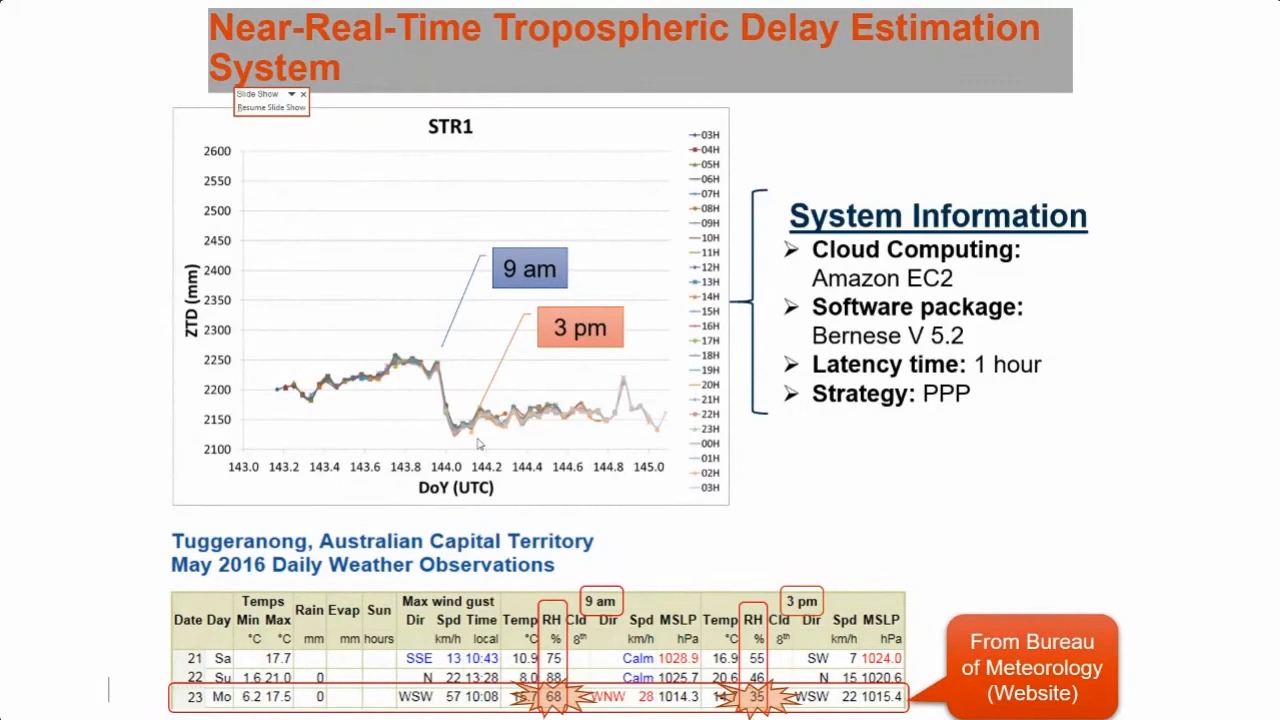 Near-Real-Time Tropospheric Delay Estimation
System
Slide Show
Resume Slide Show
STR1
ZTD (mm)
2600
2550
2500
2450
2400
2350
2300
2250
2200
2150
2100
143.0 143.2 143.4 143.6 143.8 144.0 144.2 144.4 144.6 144.8 145.0
DoY (UTC)
9 am
3 pm
03H
04H
05H
06H
07H
08H
09H
10H
11H
12H
13H
14H
15H
16H
17H
18H
19H
20H
21H
22H
23H
00H
01H
02H
03H
System Information
Cloud Computing:
Amazon EC2
Software package:
Bernese V 5.2
Latency time: 1 hour
Strategy: PPP
Tuggeranong, Australian Capital Territory
May 2016 Daily Weather Observations
Temps Rain Evap Sun Max wind gust 9 am 3 pm
Date Day Min Max Dir Spd Time Temp RH Cld Dir Spd MSLP Temp RH Cld Dir Spd MSLP
°C °C mm mm hours km/h local °C % 8th km/h hPa °C % 8th km/h hPa
21 Sa 17.7 SSE 13 10:43 10.9 75 Calm 1028.9 16.9 55 SW 7 1024.0
22 Su 1.6 21.0 0 N 22 13:28 8.0 88 Calm 1025.7 20.6 46 N 15 1020.6
23 Mo 6.2 17.5 0 WSW 57 10:08 68 WNW 28 1014.3 35 WSW 22 1015.4
From Bureau
of Meteorology
(Website)